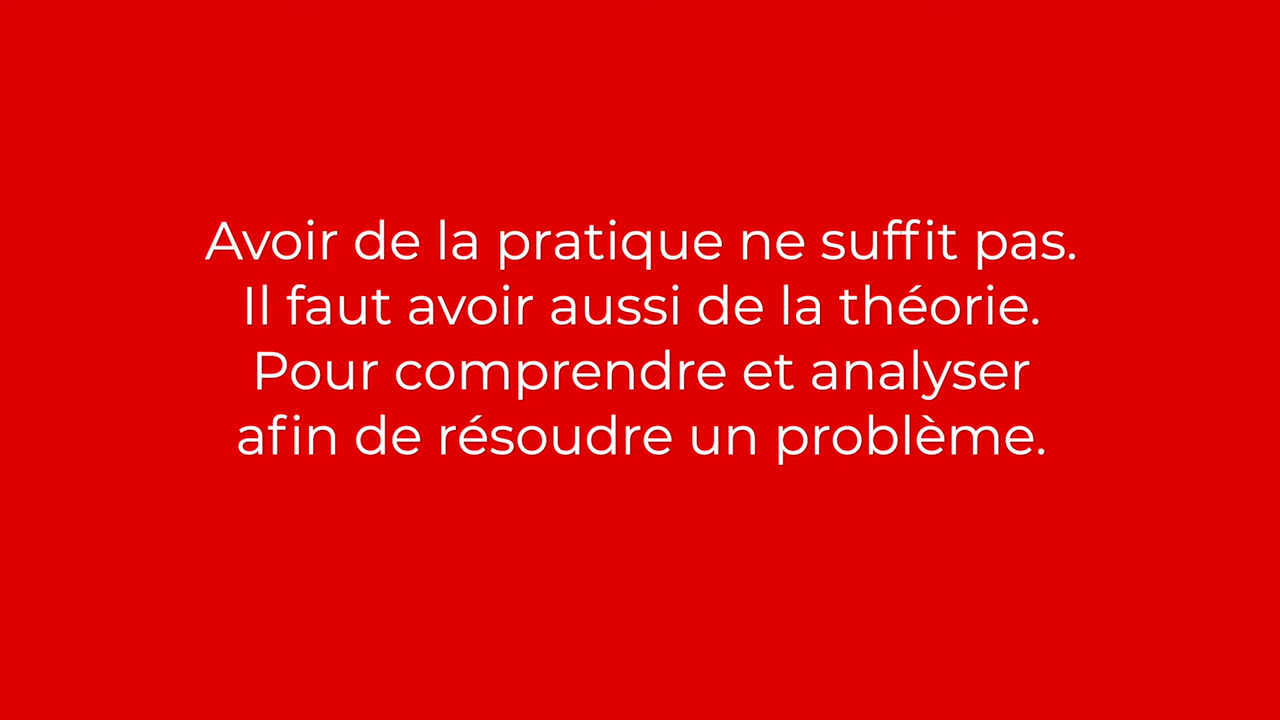 Avoir de la pratique ne suffit pas.
Il faut avoir aussi de la théorie.
Pour comprendre et analyser
afin de résoudre un problème.